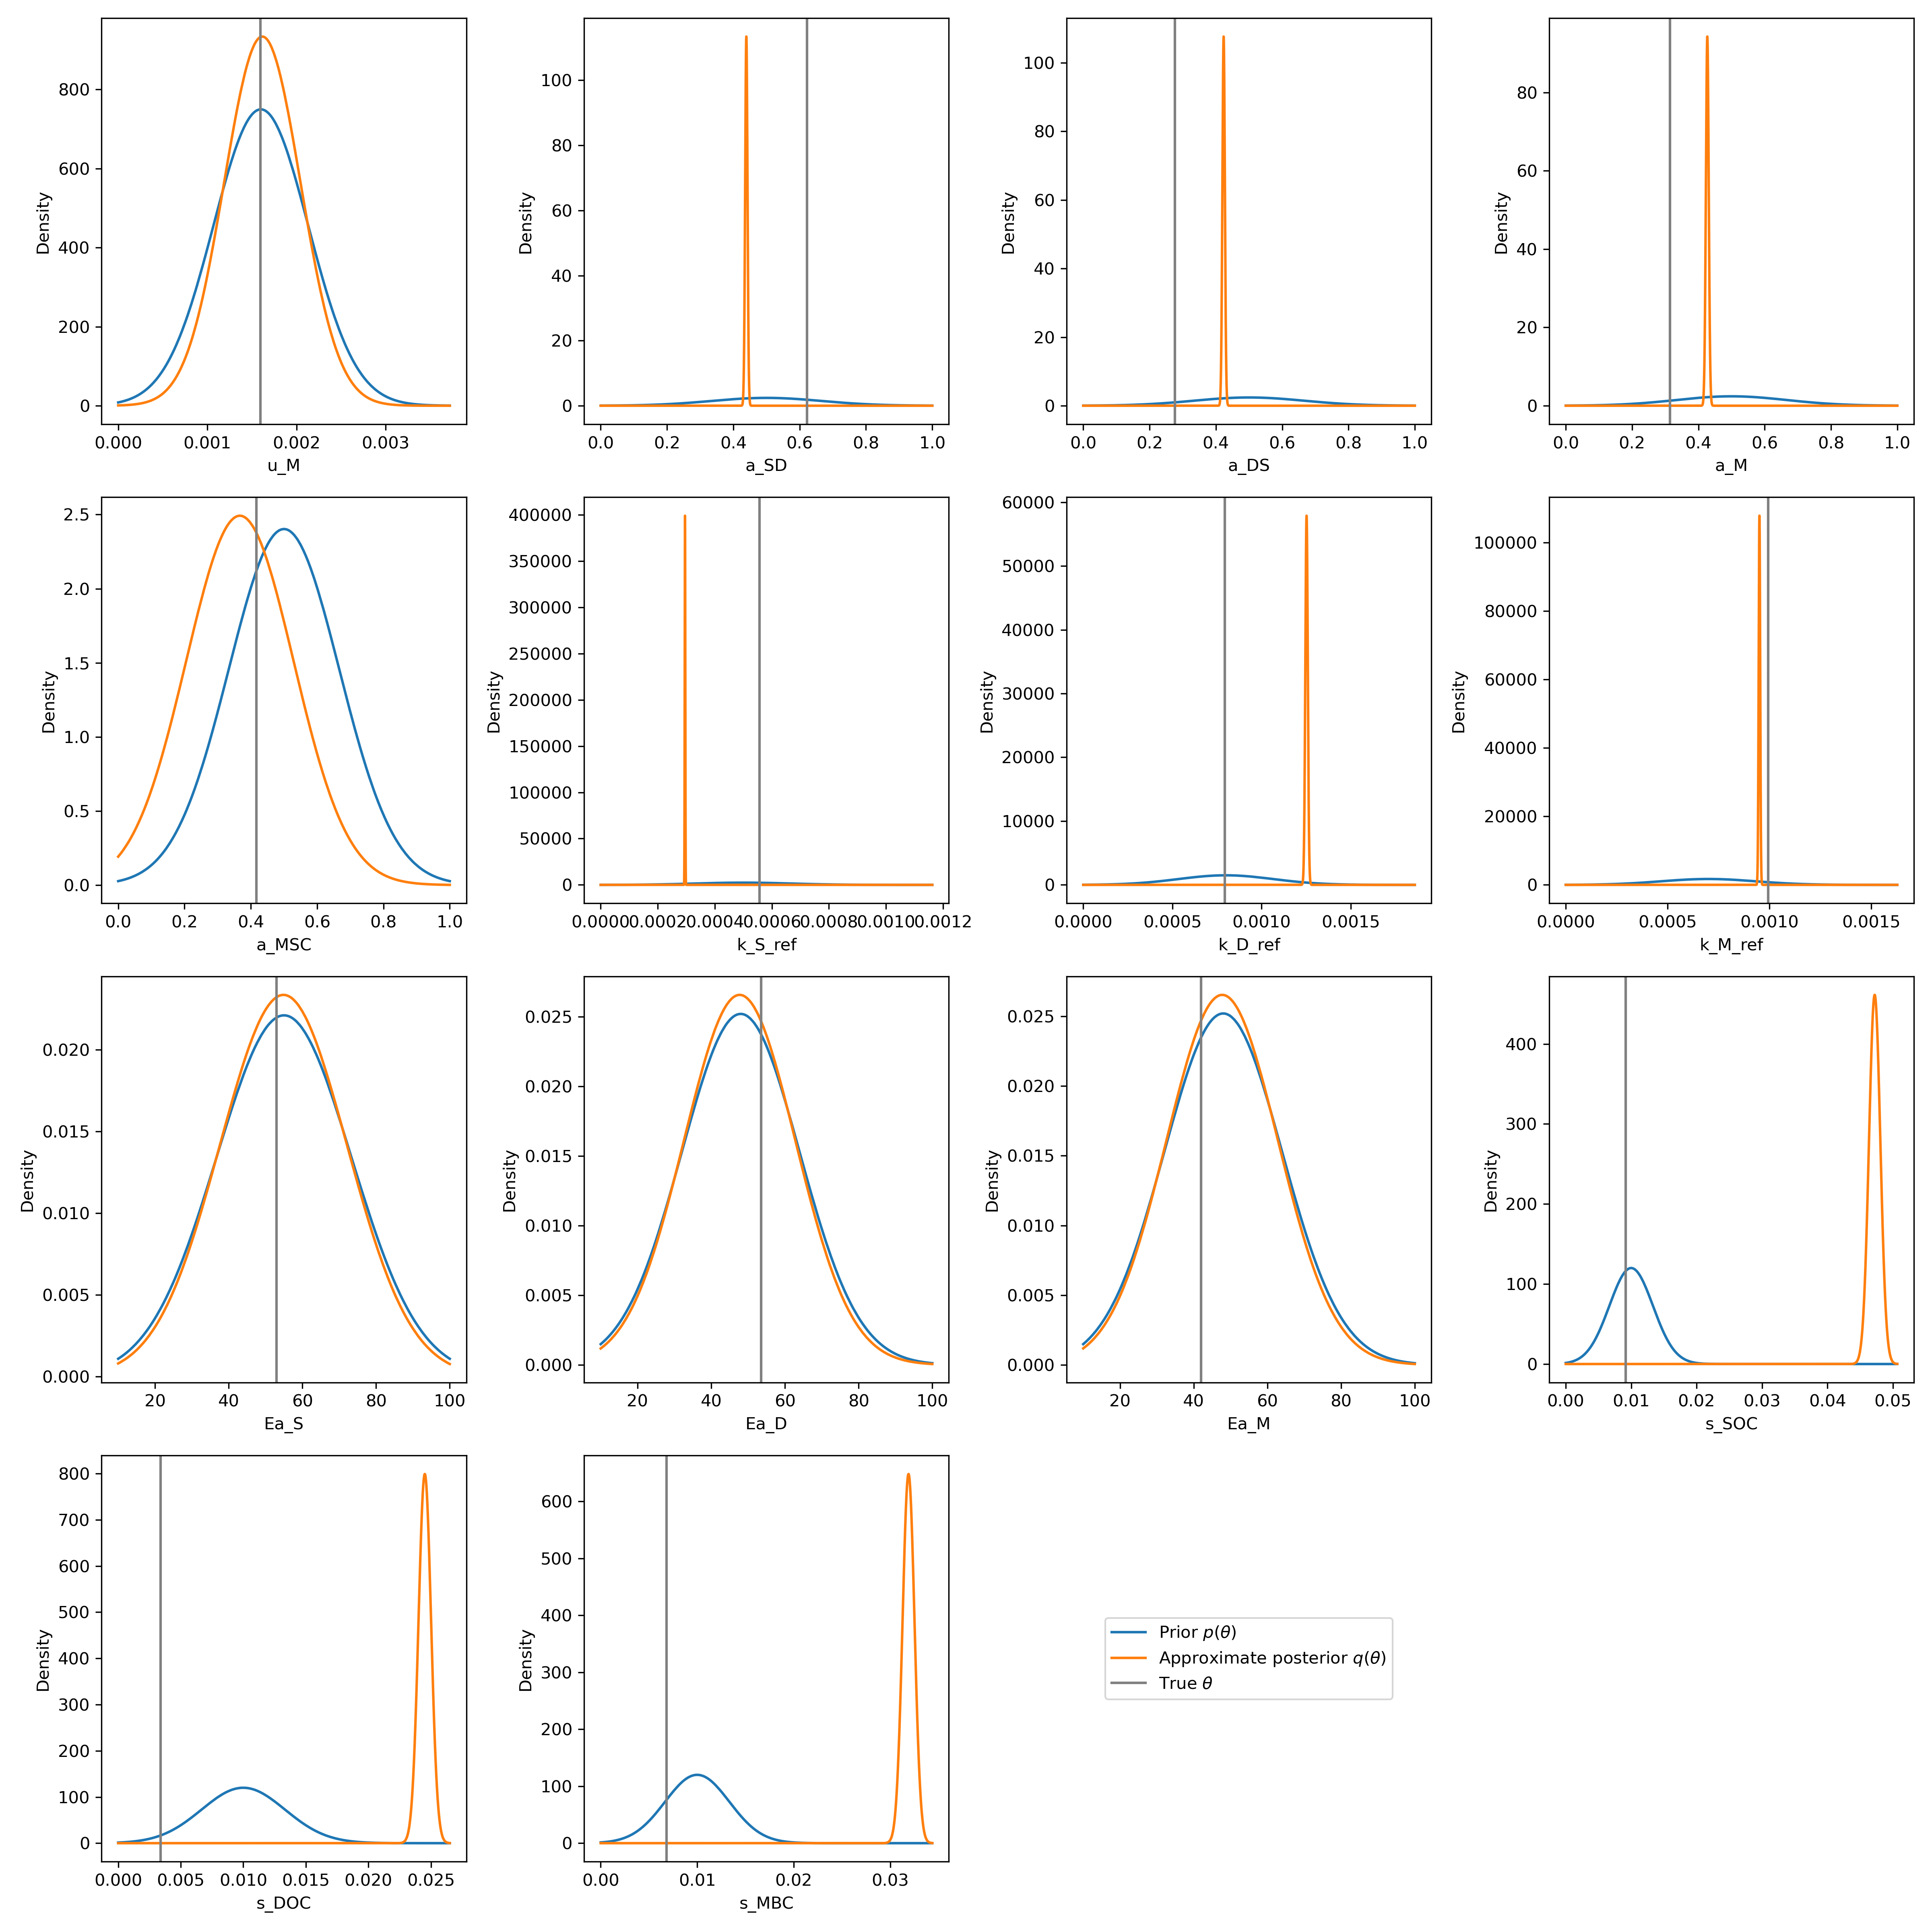 Density
800
600
400
200
0
0.000 0.001 0.002 0.003
u_M
Density
100
80
60
40
20
0
0.0 0.2 0.4 0.6 0.8 1.0
a_SD
Density
100
80
60
40
20
0
0.0 0.2 0.4 0.6 0.8 1.0
a_DS
Density
80
60
40
20
0
0.0 0.2 0.4 0.6 0.8 1.0
a_M
Density
2.5
2.0
1.5
1.0
0.5
0.0
0.0 0.2 0.4 0.6 0.8 1.0
a_MSC
Density
400000
350000
300000
250000
200000
150000
100000
50000
0
0.0000 0.0002 0.0004 0.0006 0.0008 0.0010 0.0012
k_S_ref
Density
60000
50000
40000
30000
20000
10000
0
0.0000 0.0005 0.0010 0.0015
k_D_ref
Density
100000
80000
60000
40000
20000
0
0.0000 0.0005 0.0010 0.0015
k_M_ref
Density
0.020
0.015
0.010
0.005
0.000
20 40 60 80 100
Ea_S
Density
0.025
0.020
0.015
0.010
0.005
0.000
20 40 60 80 100
Ea_D
Density
0.025
0.020
0.015
0.010
0.005
0.000
20 40 60 80 100
Ea_M
Density
400
300
200
100
0
0.00 0.01 0.02 0.03 0.04 0.05
s_SOC
Density
800
700
600
500
400
300
200
100
0
0.000 0.005 0.010 0.015 0.020 0.025
s_DOC
Density
600
500
400
300
200
100
0
0.00 0.01 0.02 0.03
s_MBC
Prior p(θ)
Approximate posterior q(θ)
True θ